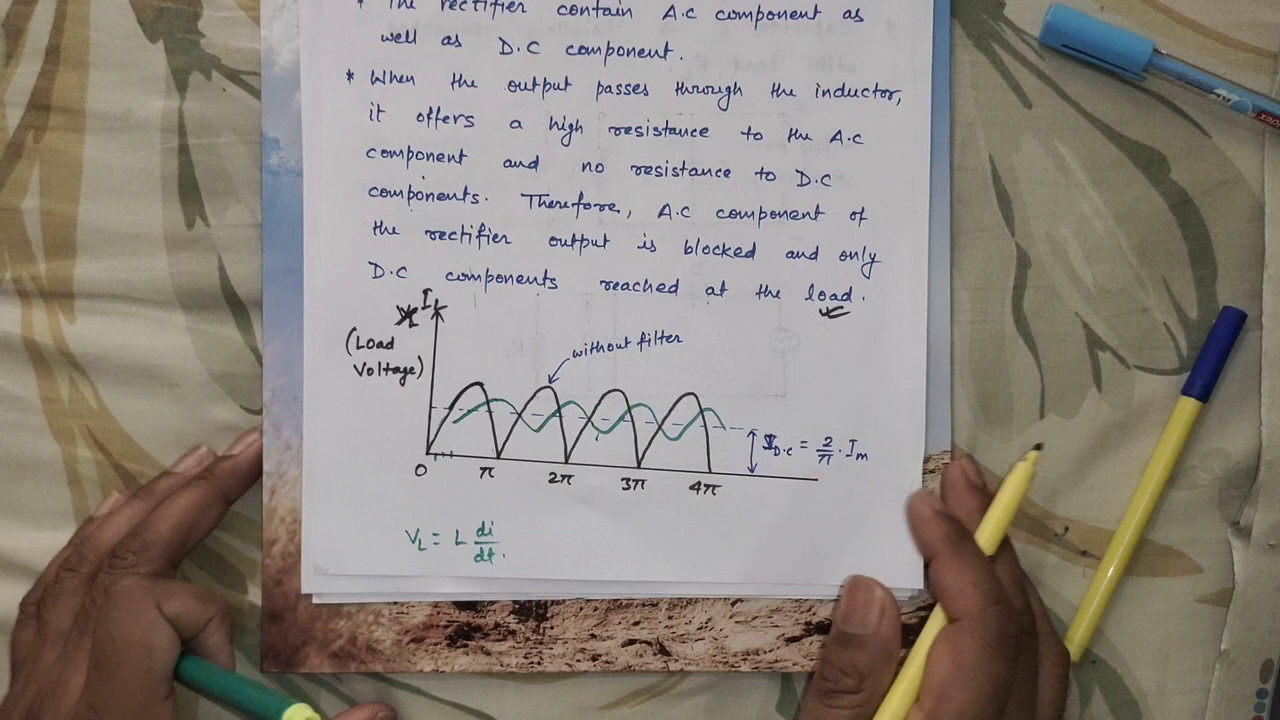 * The rectifier contain A.C component as
well as D.C component.
* When the output passes through the inductor,
it offers a high resistance to the A.C
component and no resistance to D.C
components. Therefore, A.C component of
the rectifier output is blocked and only
D.C components reached at the load.
I
(Load
Voltage)
without filter
I_D.C = 2/π · Iₘ
0 π 2π 3π 4π
V_L = L di/dt.